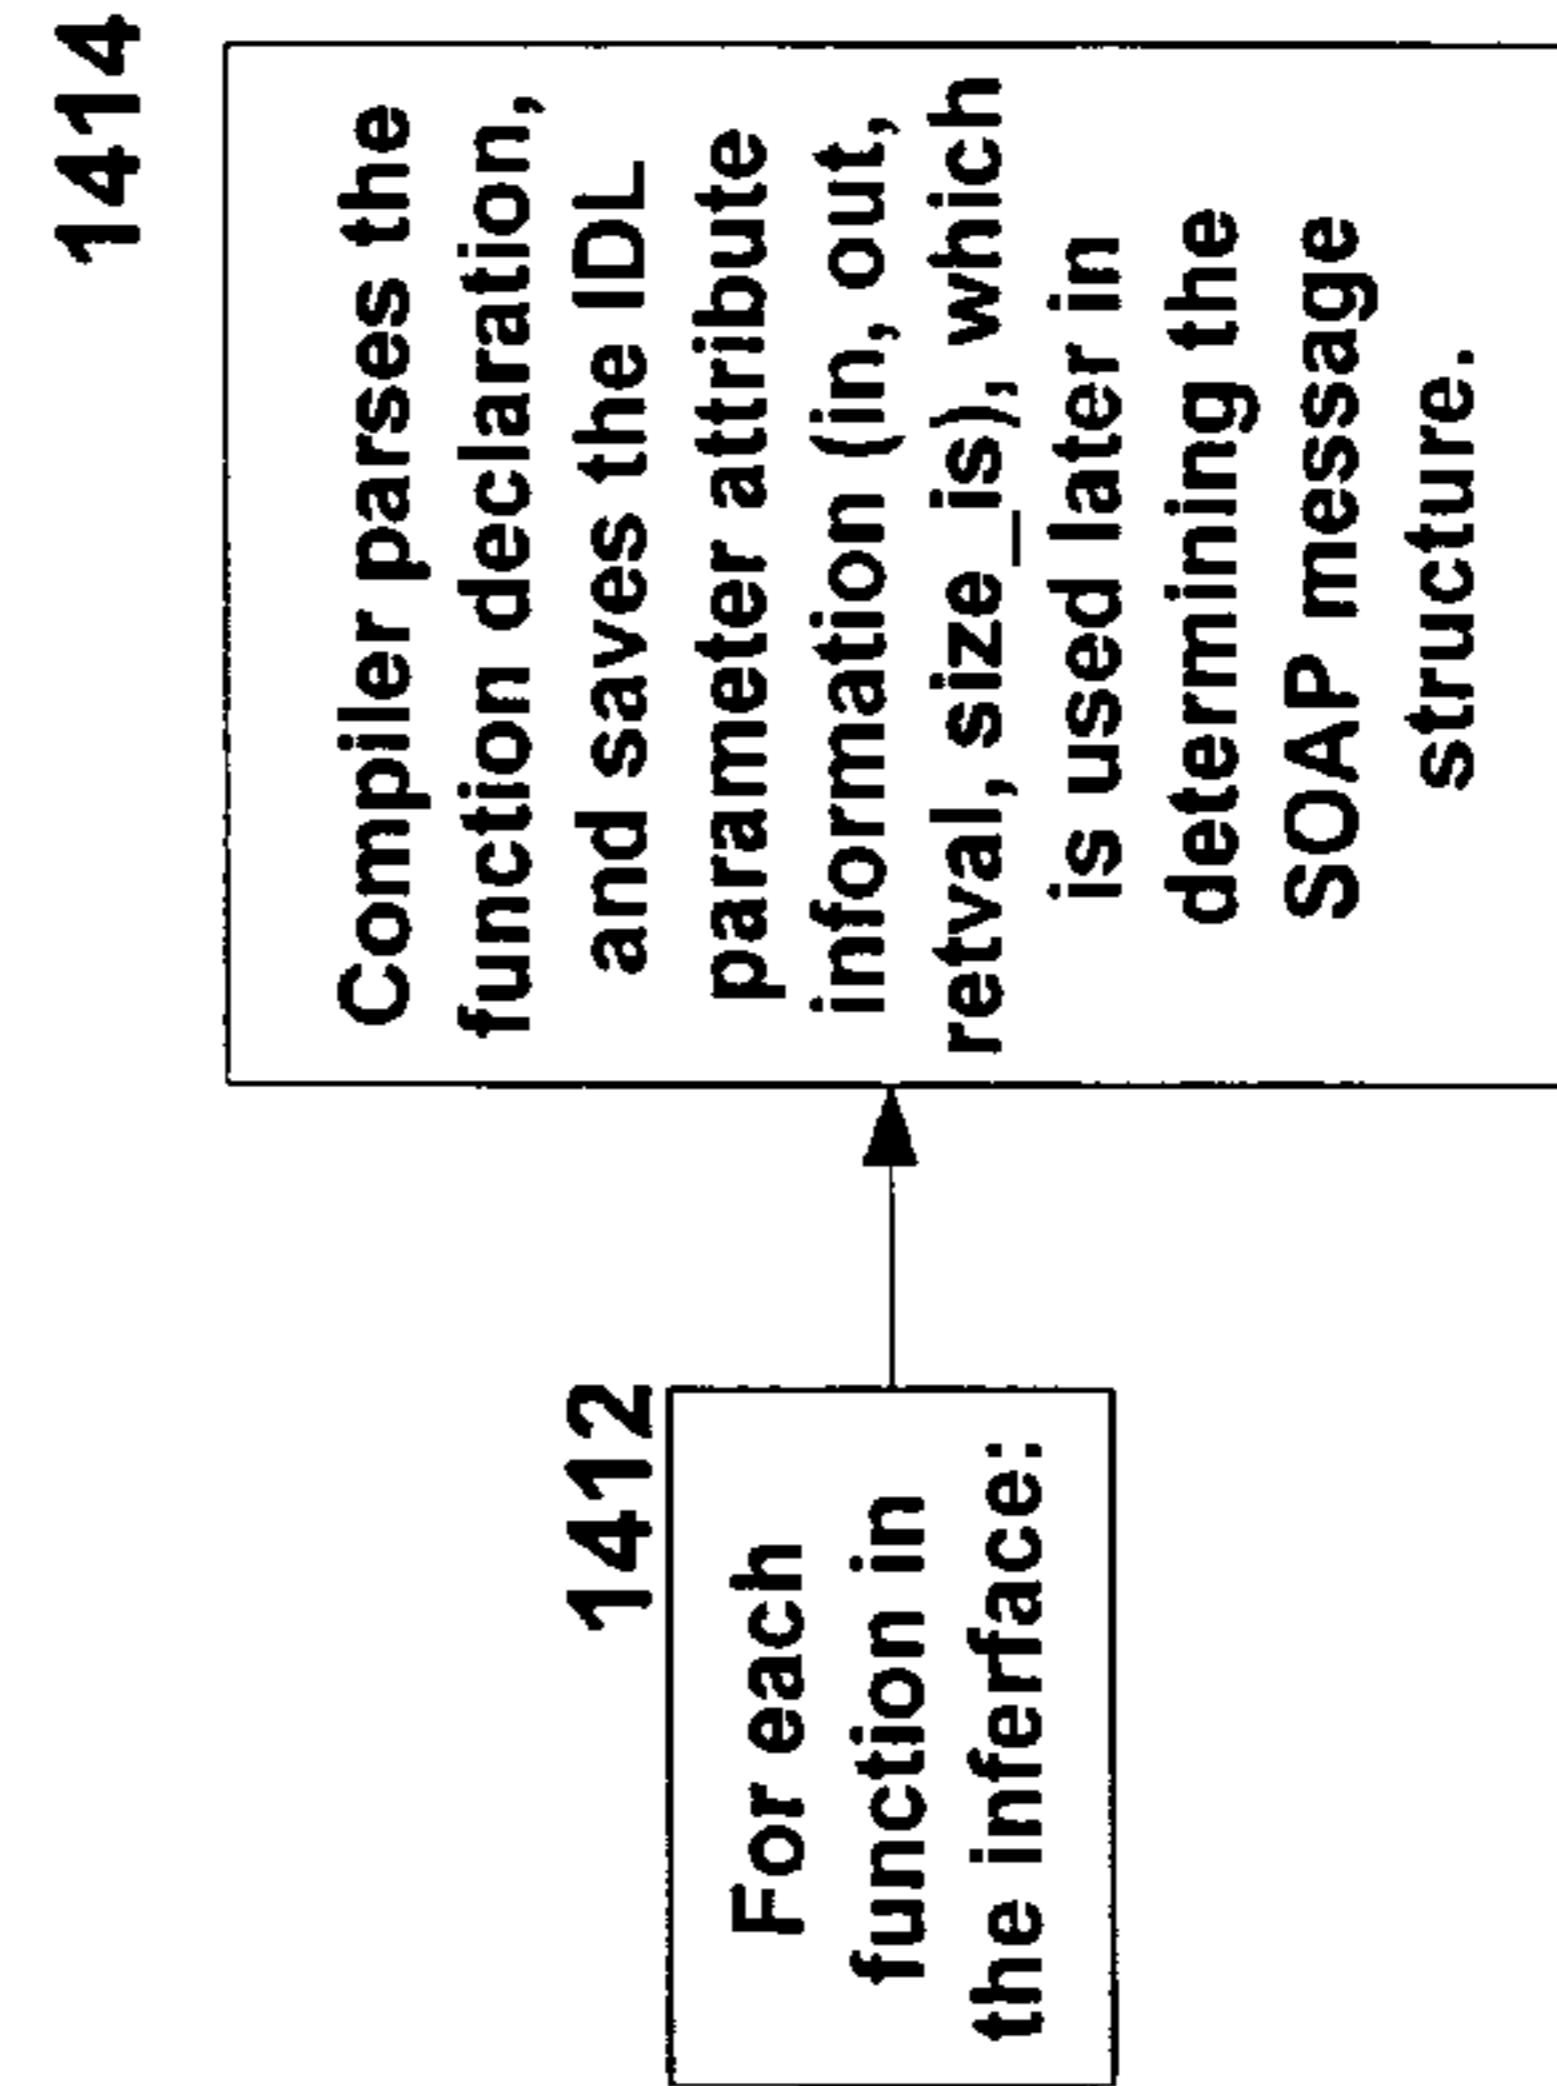 1412
For each
function in
the inferface:
1414
Compiler parses the
function declaration,
and saves the IDL
parameter attribute
information (in, out,
retval, size_is), which
is used later in
determining the
SOAP message
structure.